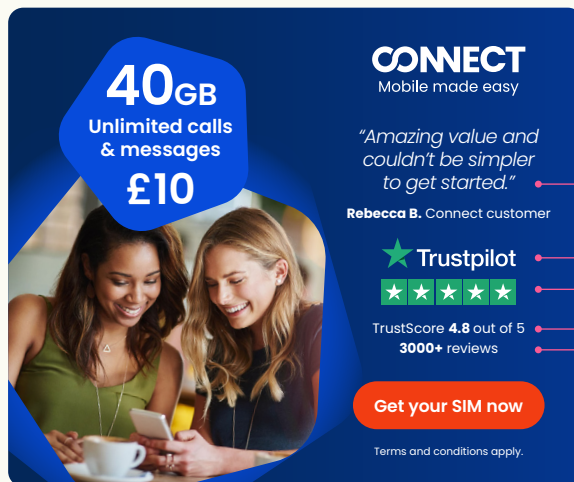 40GB
Unlimited calls
& messages
£10
CONNECT
Mobile made easy
“Amazing value and
couldn’t be simpler
to get started.”
Rebecca B. Connect customer
Trustpilot
TrustScore 4.8 out of 5
3000+ reviews
Get your SIM now
Terms and conditions apply.